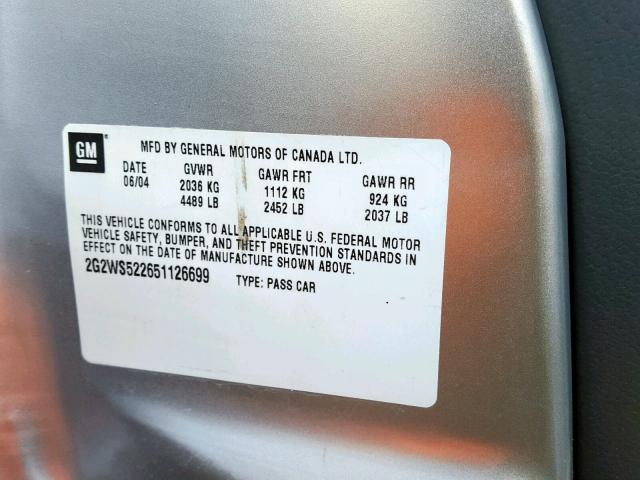 GM
MFD BY GENERAL MOTORS OF CANADA LTD.
DATE GVWR GAWR FRT GAWR RR
06/04 2036 KG 1112 KG 924 KG
4489 LB 2452 LB 2037 LB
THIS VEHICLE CONFORMS TO ALL APPLICABLE U.S. FEDERAL MOTOR
VEHICLE SAFETY, BUMPER, AND THEFT PREVENTION STANDARDS IN
EFFECT ON THE DATE OF MANUFACTURE SHOWN ABOVE.
2G2WS522651126699 TYPE: PASS CAR